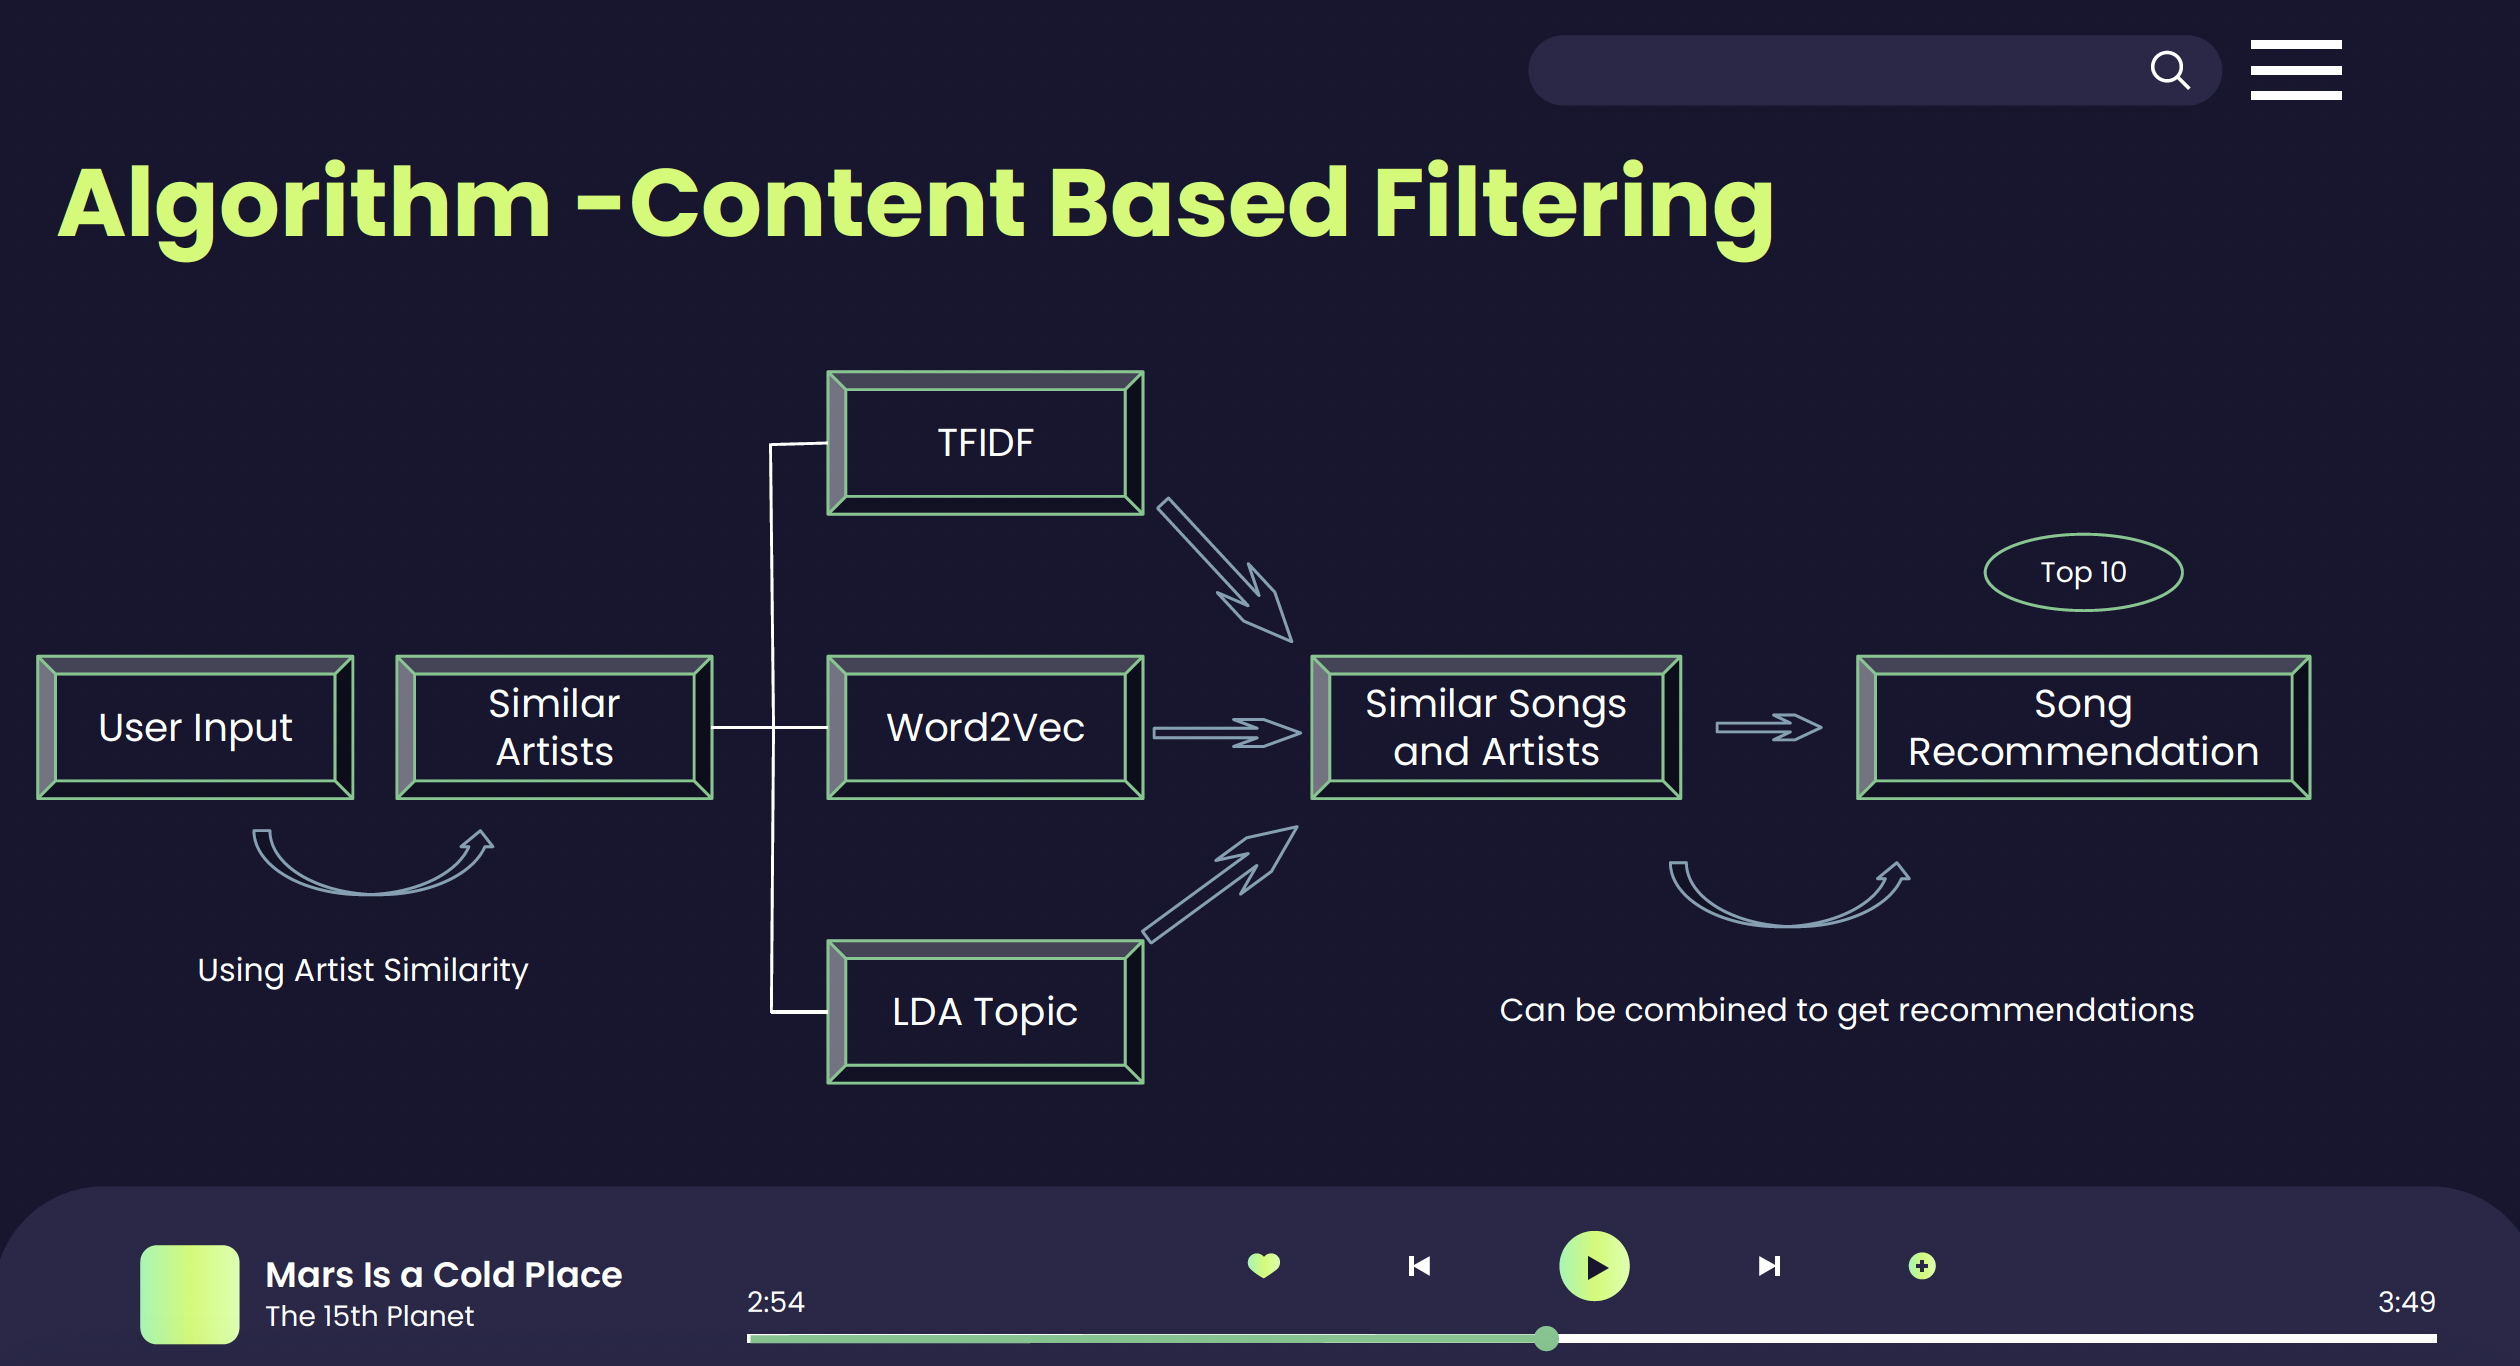 Algorithm -Content Based Filtering
TFIDF
Top 10
User Input
Similar
Artists
Word2Vec
Similar Songs
and Artists
Song
Recommendation
Using Artist Similarity
LDA Topic
Can be combined to get recommendations
Mars Is a Cold Place
The 15th Planet
2:54
3:49